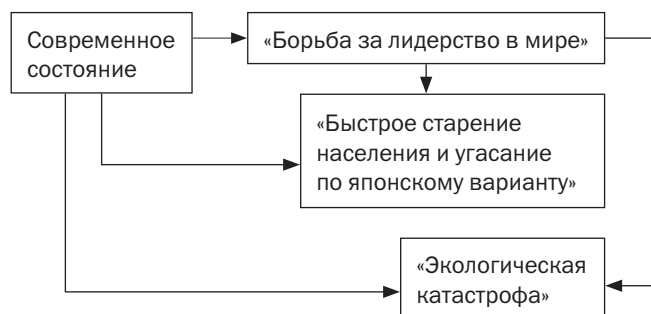 Современное
состояние
«Борьба за лидерство в мире»
«Быстрое старение
населения и угасание
по японскому варианту»
«Экологическая
катастрофа»